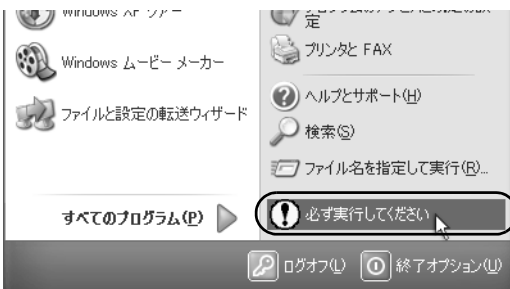 Windows XP ツアー
Windows ムービー メーカー
ファイルと設定の転送ウィザード
すべてのプログラム(P)
定
プリンタと FAX
ヘルプとサポート(H)
検索(S)
ファイル名を指定して実行(R)...
必ず実行してください
ログオフ(L)
終了オプション(U)